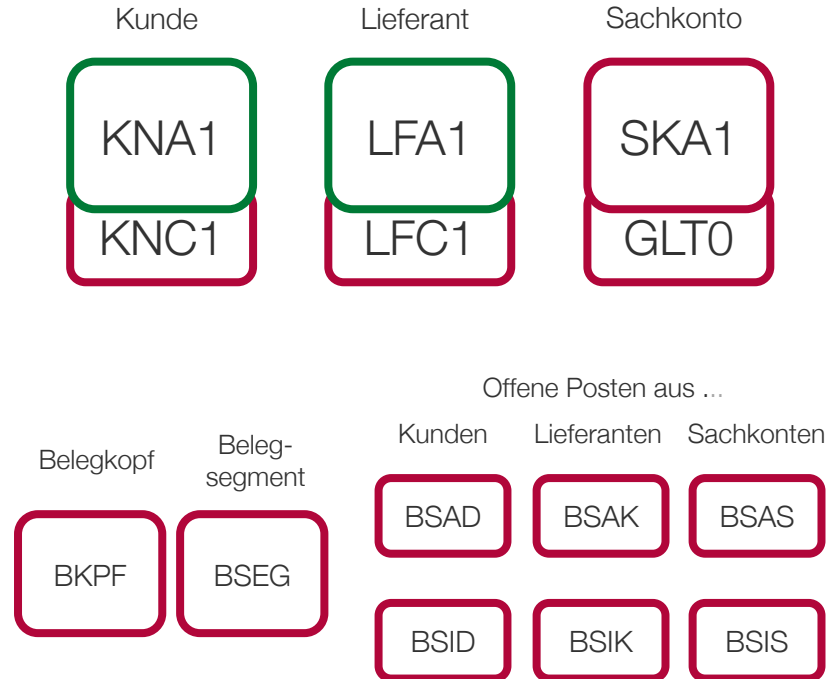 Kunde
Lieferant
Sachkonto
KNA1
LFA1
SKA1
KNC1
LFC1
GLT0
Offene Posten aus ...
Kunden
Lieferanten
Sachkonten
Belegkopf
Beleg-
segment
BKPF
BSEG
BSAD
BSAK
BSAS
BSID
BSIK
BSIS